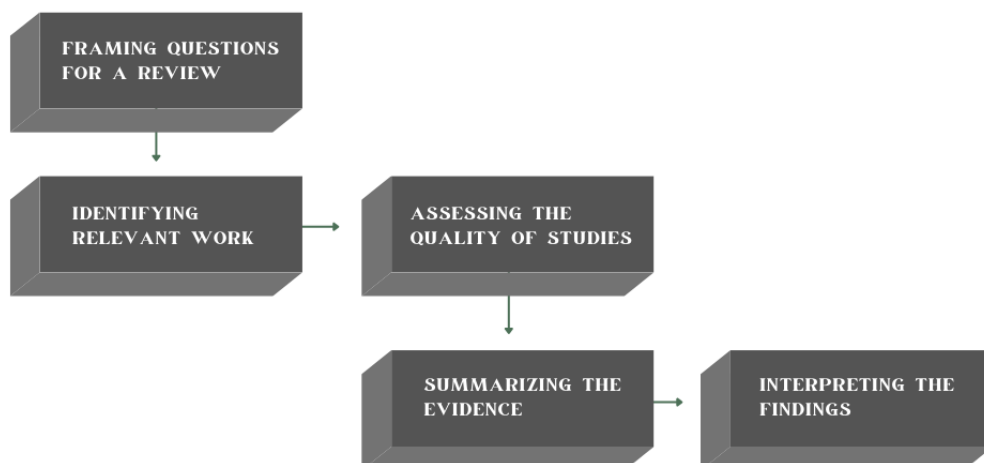 FRAMING QUESTIONS
FOR A REVIEW
IDENTIFYING
RELEVANT WORK
ASSESSING THE
QUALITY OF STUDIES
SUMMARIZING THE
EVIDENCE
INTERPRETING THE
FINDINGS